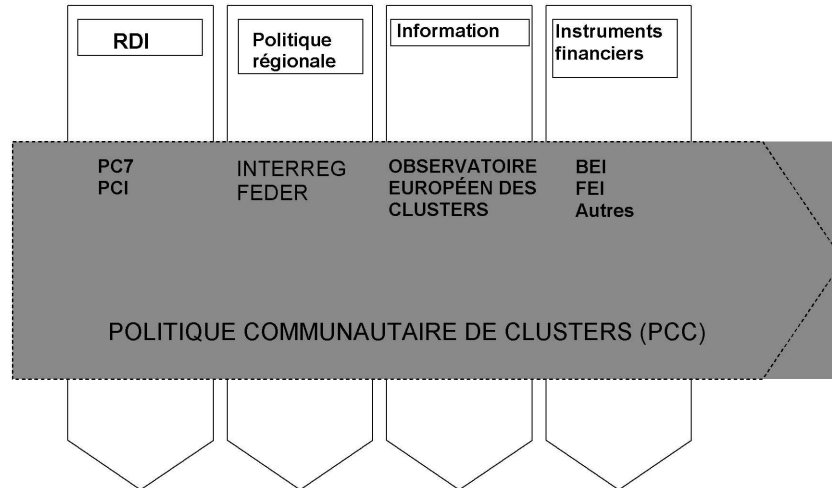 RDI
Politique
régionale
Information
Instruments
financiers
PC7
PCI
INTERREG
FEDER
OBSERVATOIRE
EUROPÉEN DES
CLUSTERS
BEI
FEI
Autres
POLITIQUE COMMUNAUTAIRE DE CLUSTERS (PCC)